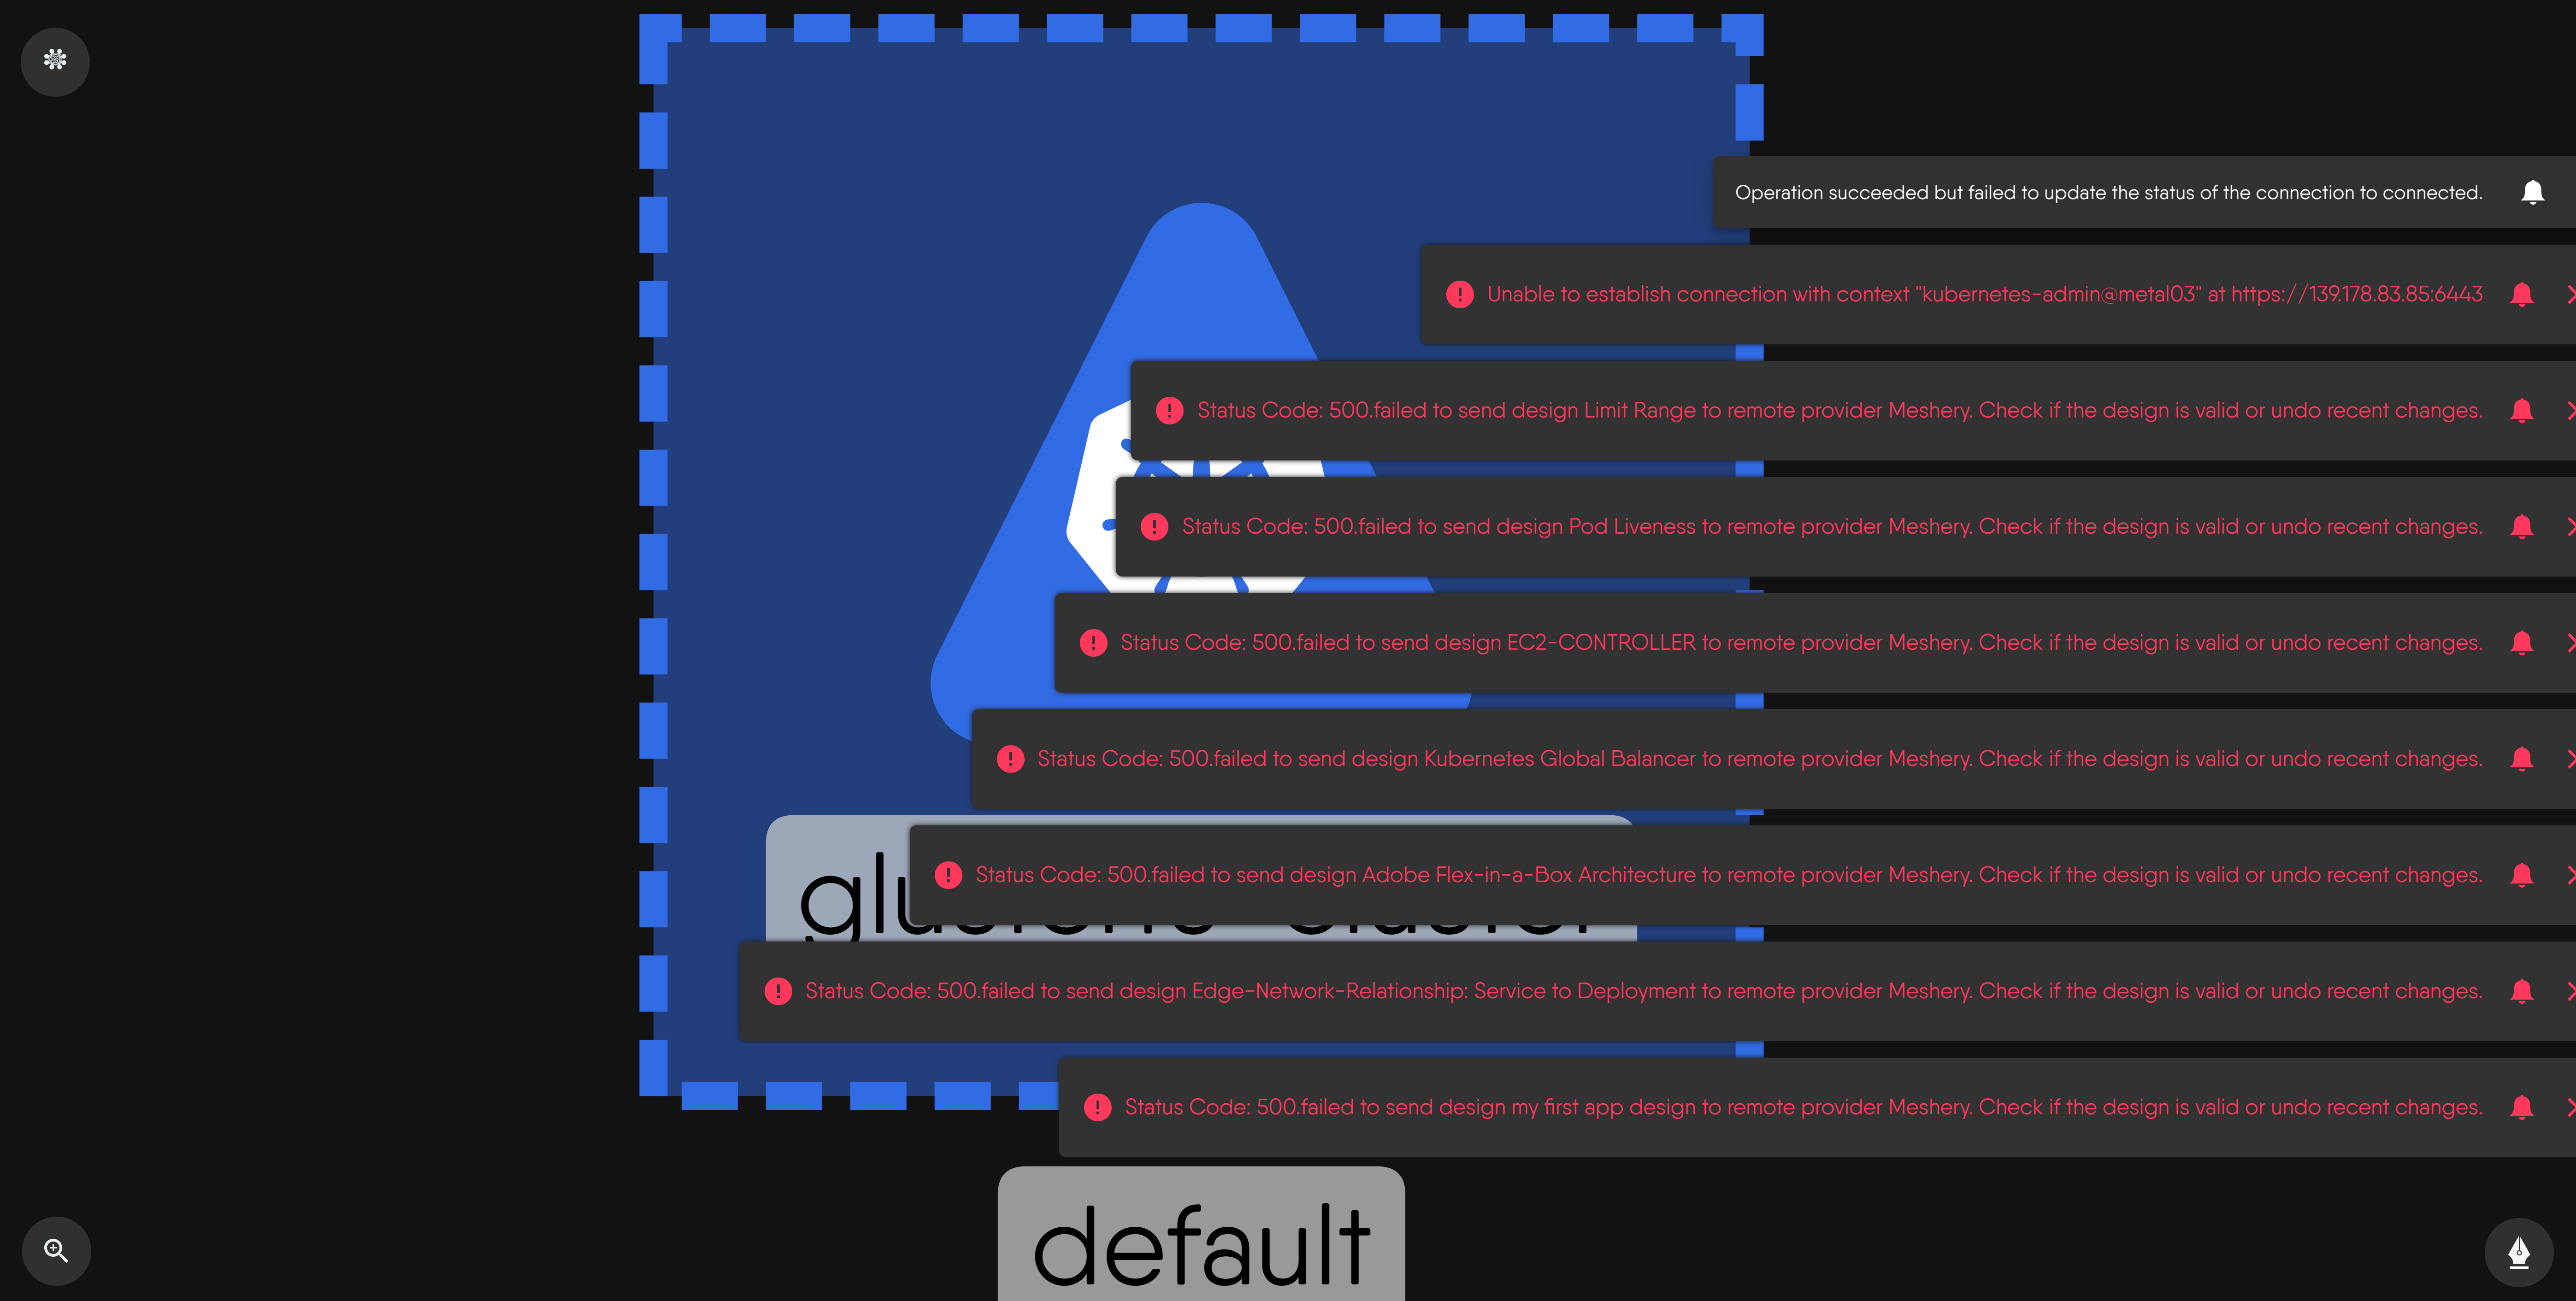 Operation succeeded but failed to update the status of the connection to connected.
Unable to establish connection with context "kubernetes-admin@metal03" at https://139.178.83.85:6443
Status Code: 500.failed to send design Limit Range to remote provider Meshery. Check if the design is valid or undo recent changes.
Status Code: 500.failed to send design Pod Liveness to remote provider Meshery. Check if the design is valid or undo recent changes.
Status Code: 500.failed to send design EC2-CONTROLLER to remote provider Meshery. Check if the design is valid or undo recent changes.
Status Code: 500.failed to send design Kubernetes Global Balancer to remote provider Meshery. Check if the design is valid or undo recent changes.
Status Code: 500.failed to send design Adobe Flex-in-a-Box Architecture to remote provider Meshery. Check if the design is valid or undo recent changes.
Status Code: 500.failed to send design Edge-Network-Relationship: Service to Deployment to remote provider Meshery. Check if the design is valid or undo recent changes.
Status Code: 500.failed to send design my first app design to remote provider Meshery. Check if the design is valid or undo recent changes.
default